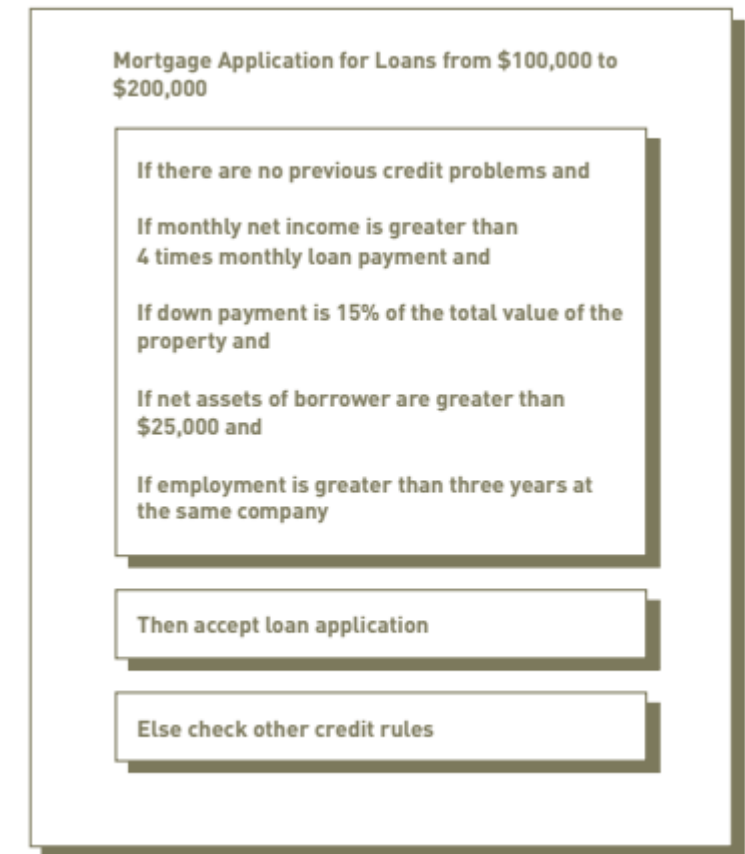 Mortgage Application for Loans from $100,000 to
$200,000
If there are no previous credit problems and
If monthly net income is greater than
4 times monthly loan payment and
If down payment is 15% of the total value of the
property and
If net assets of borrower are greater than
$25,000 and
If employment is greater than three years at
the same company
Then accept loan application
Else check other credit rules